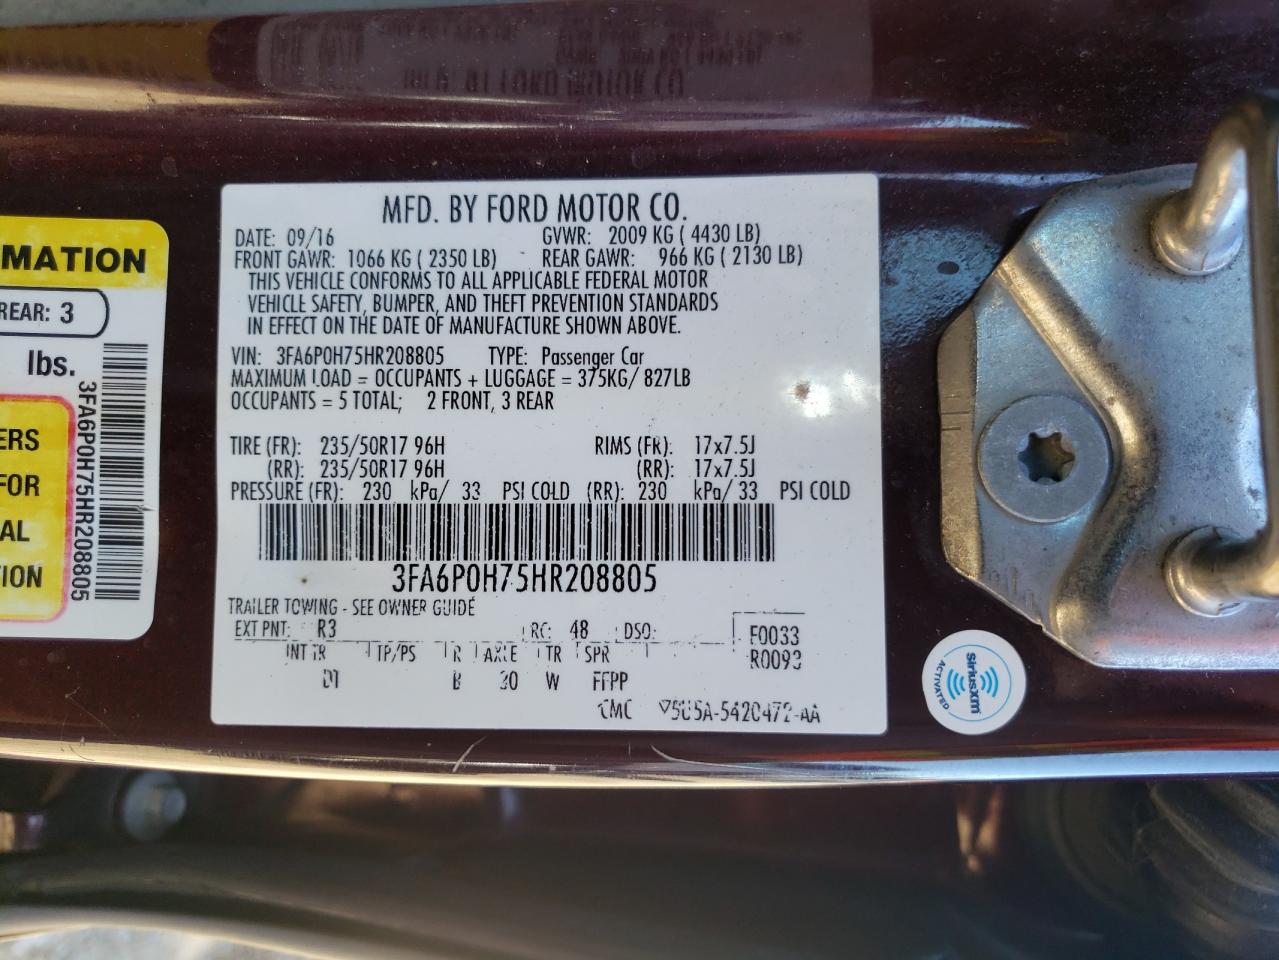 MFD. BY FORD MOTOR CO.
DATE: 09/16 GVWR: 2009 KG ( 4430 LB)
FRONT GAWR: 1066 KG ( 2350 LB) REAR GAWR: 966 KG ( 2130 LB)
THIS VEHICLE CONFORMS TO ALL APPLICABLE FEDERAL MOTOR
VEHICLE SAFETY, BUMPER, AND THEFT PREVENTION STANDARDS
IN EFFECT ON THE DATE OF MANUFACTURE SHOWN ABOVE.
VIN: 3FA6P0H75HR208805 TYPE: Passenger Car
MAXIMUM LOAD = OCCUPANTS + LUGGAGE = 375KG/ 827LB
OCCUPANTS = 5 TOTAL; 2 FRONT, 3 REAR
TIRE (FR): 235/50R17 96H RIMS (FR): 17x7.5J
(RR): 235/50R17 96H (RR): 17x7.5J
PRESSURE (FR): 230 kPa/ 33 PSI COLD (RR): 230 kPa/ 33 PSI COLD
3FA6P0H75HR208805
TRAILER TOWING - SEE OWNER GUIDE
EXT PNT: R3 RC: 48 DSO: F0033
INT TR TP/PS R AXLE TR SPR R0093
B W FFPP
5U5A-5420472-AA
MATION
REAR: 3
lbs.
ERS
FOR
AL
ION
3FA6P0H75HR208805
siriusxm
ACTIVATED